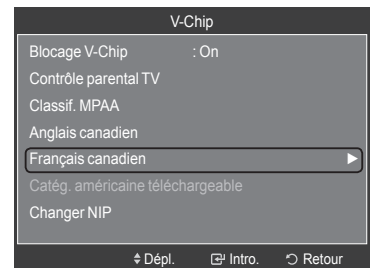 V-Chip
Blocage V-Chip : On
Contrôle parental TV
Classif. MPAA
Anglais canadien
Français canadien
Catég. américaine téléchargeable
Changer NIP
Dépl. Intro. Retour